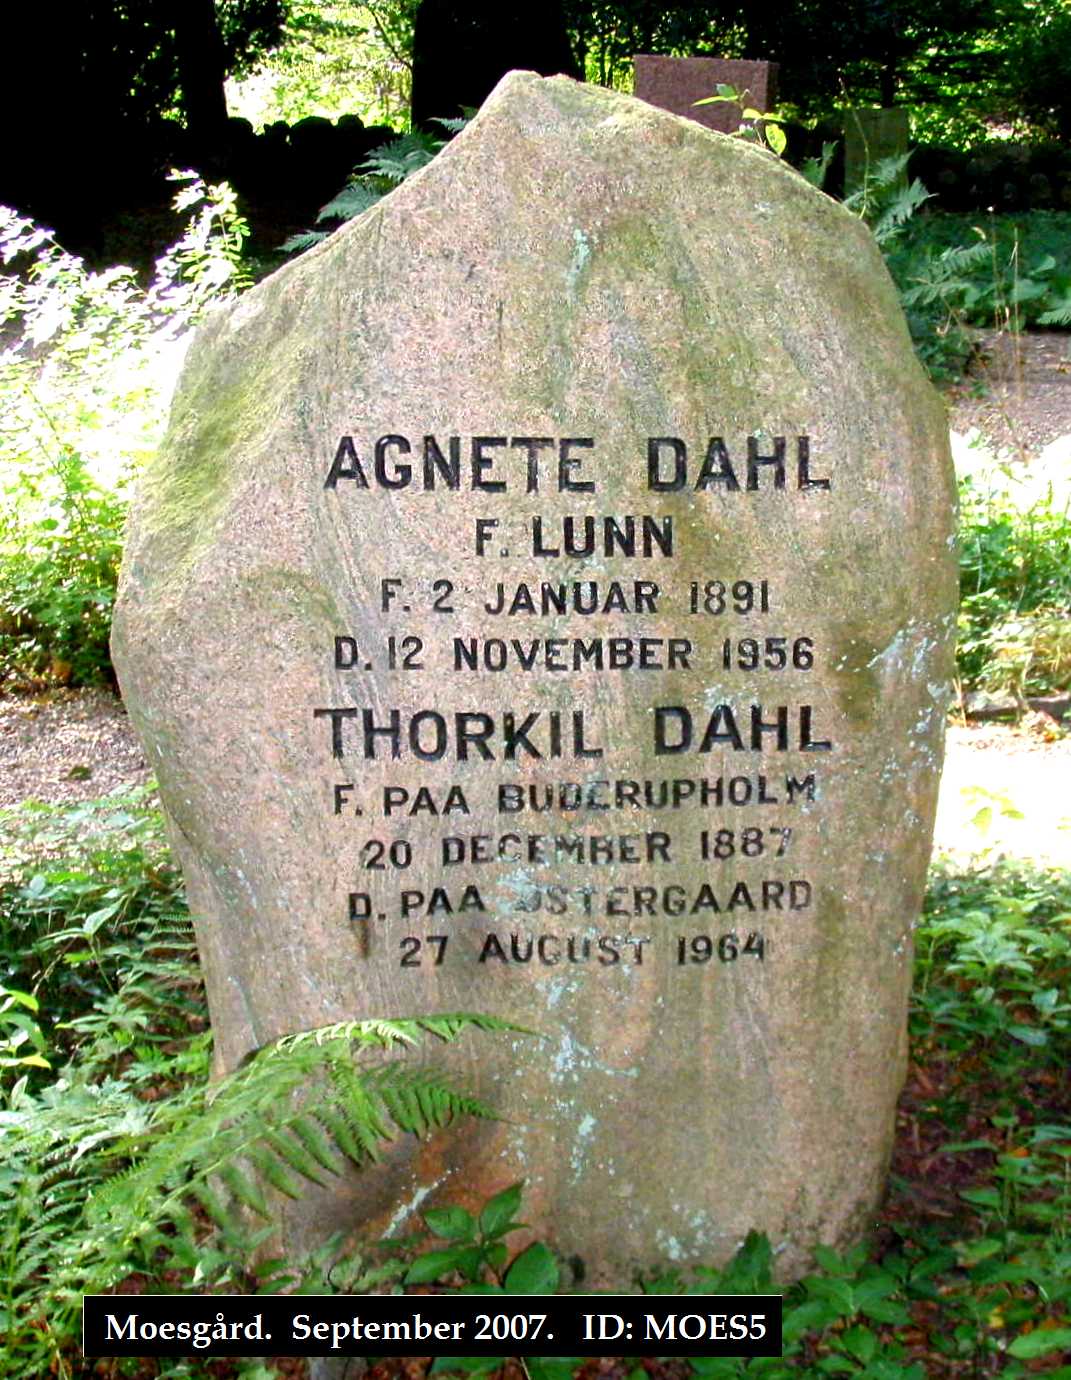 AGNETE DAHL
F. LUNN
F. 2 JANUAR 1891
D. 12 NOVEMBER 1956
THORKIL DAHL
F. PAA BUDERUPHOLM
20 DECEMBER 1887
D. PAA ØSTERGAARD
27 AUGUST 1964
Moesgård. September 2007. ID: MOES5